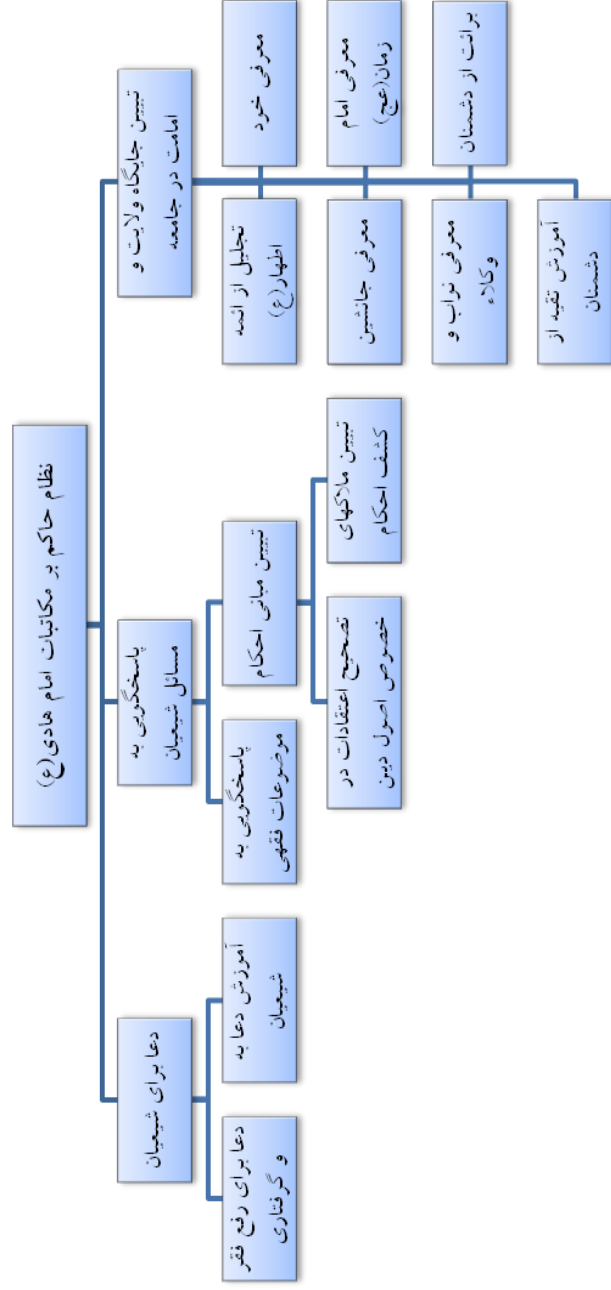 نظام حاکم بر مکاتبات امام هادی(ع)
تبیین جایگاه ولایت و
امامت در جامعه
معرفی خود
تجلیل از ائمه
اطهار(ع)
معرفی امام
زمان(عج)
معرفی جانشین
برائت از دشمنان
معرفی نواب و
وکلاء
آموزش تقیه از
دشمنان
پاسخگویی به
مسائل شیعیان
تبیین مبانی احکام
تبیین ملاکهای
کشف احکام
تصحیح اعتقادات در
خصوص اصول دین
پاسخگویی به
موضوعات فقهی
دعا برای شیعیان
آموزش دعا به
شیعیان
دعا برای رفع فقر
و گرفتاری